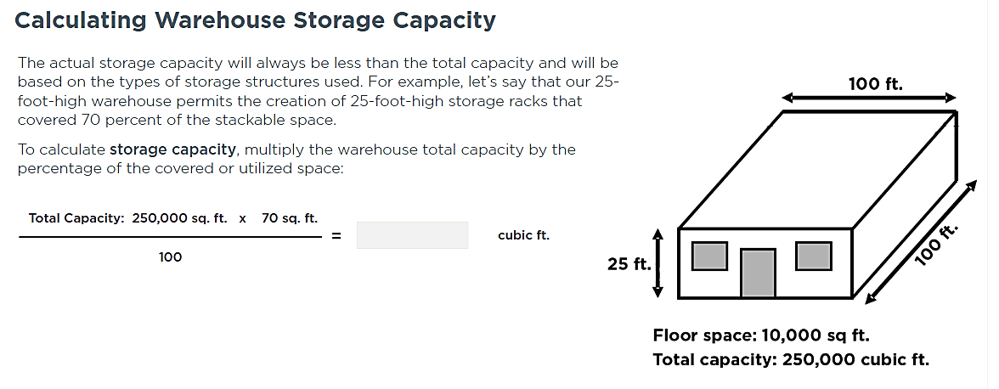 Calculating Warehouse Storage Capacity
The actual storage capacity will always be less than the total capacity and will be
based on the types of storage structures used. For example, let's say that our 25-
foot-high warehouse permits the creation of 25-foot-high storage racks that
covered 70 percent of the stackable space.
To calculate storage capacity, multiply the warehouse total capacity by the
percentage of the covered or utilized space:
Total Capacity: 250,000 sq. ft. x 70 sq. ft.
=
cubic ft.
100
100 ft.
25 ft.
100 ft.
Floor space: 10,000 sq ft.
Total capacity: 250,000 cubic ft.